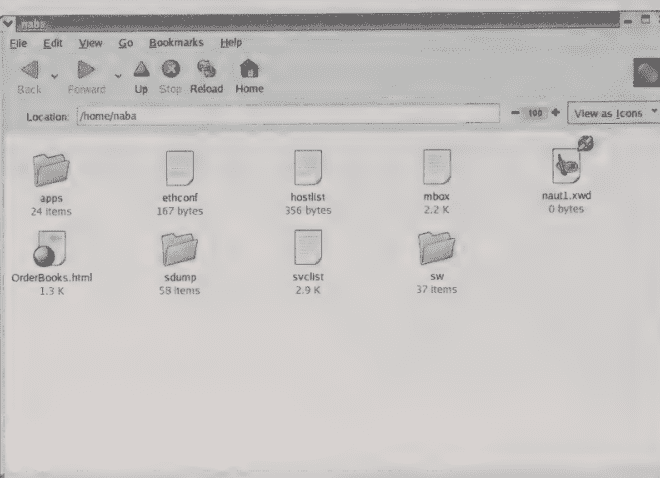 naba
File Edit View Go Bookmarks Help
Back Forward Up Stop Reload Home
Location: /home/naba
100
View as Icons
apps
24 items
ethconf
167 bytes
hostlist
356 bytes
mbox
2.2 K
naut1.xwd
0 bytes
OrderBooks.html
1.3 K
sdump
58 items
svclist
2.9 K
sw
37 items